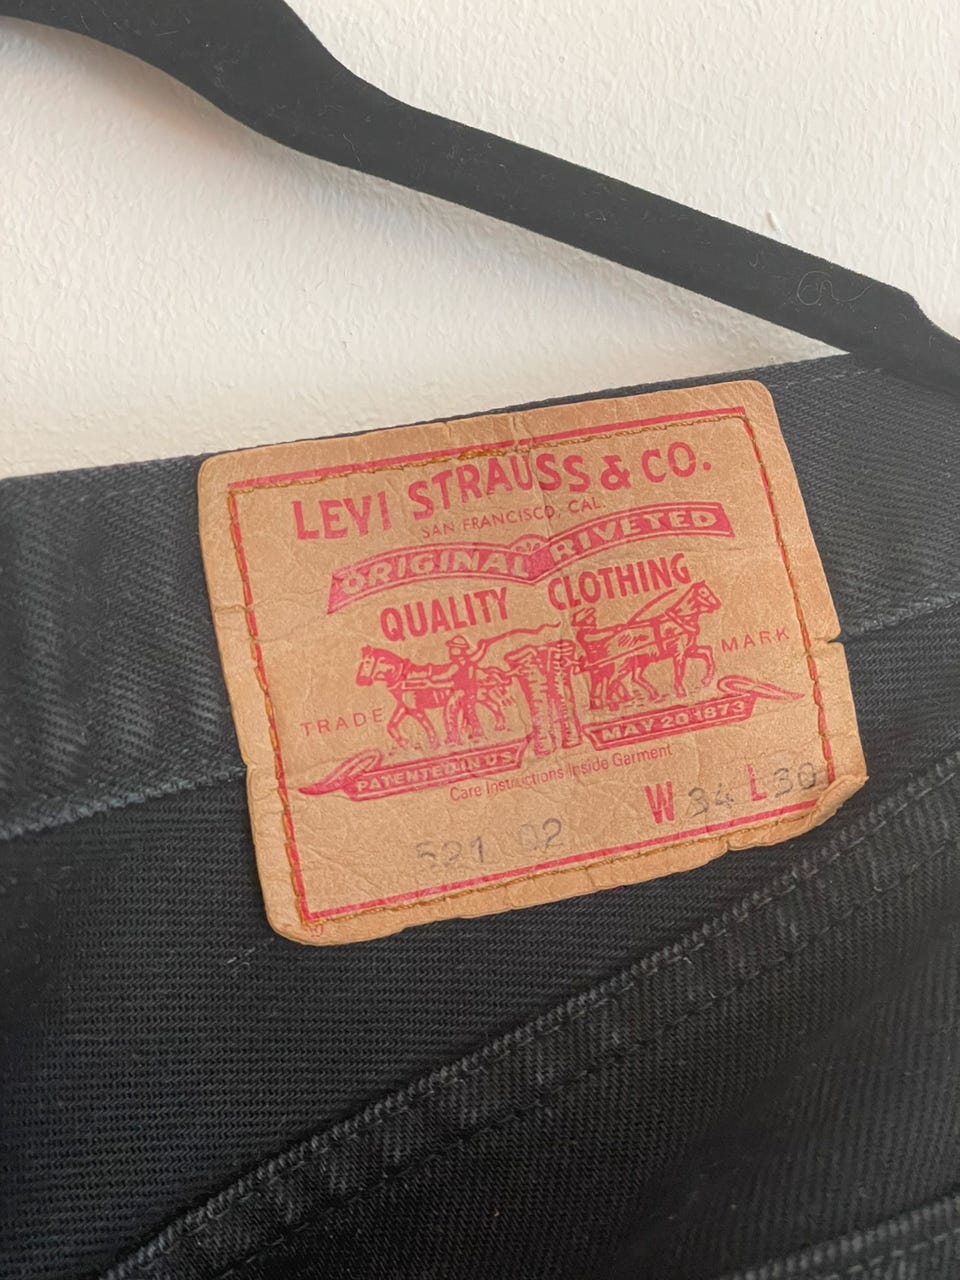 LEVI STRAUSS & CO.
SAN FRANCISCO, CAL.
ORIGINAL RIVETED
QUALITY CLOTHING
TRADE MARK
PATENTED IN U S MAY 20 1873
Care Instructions Inside Garment
W 34 L 30
521 02